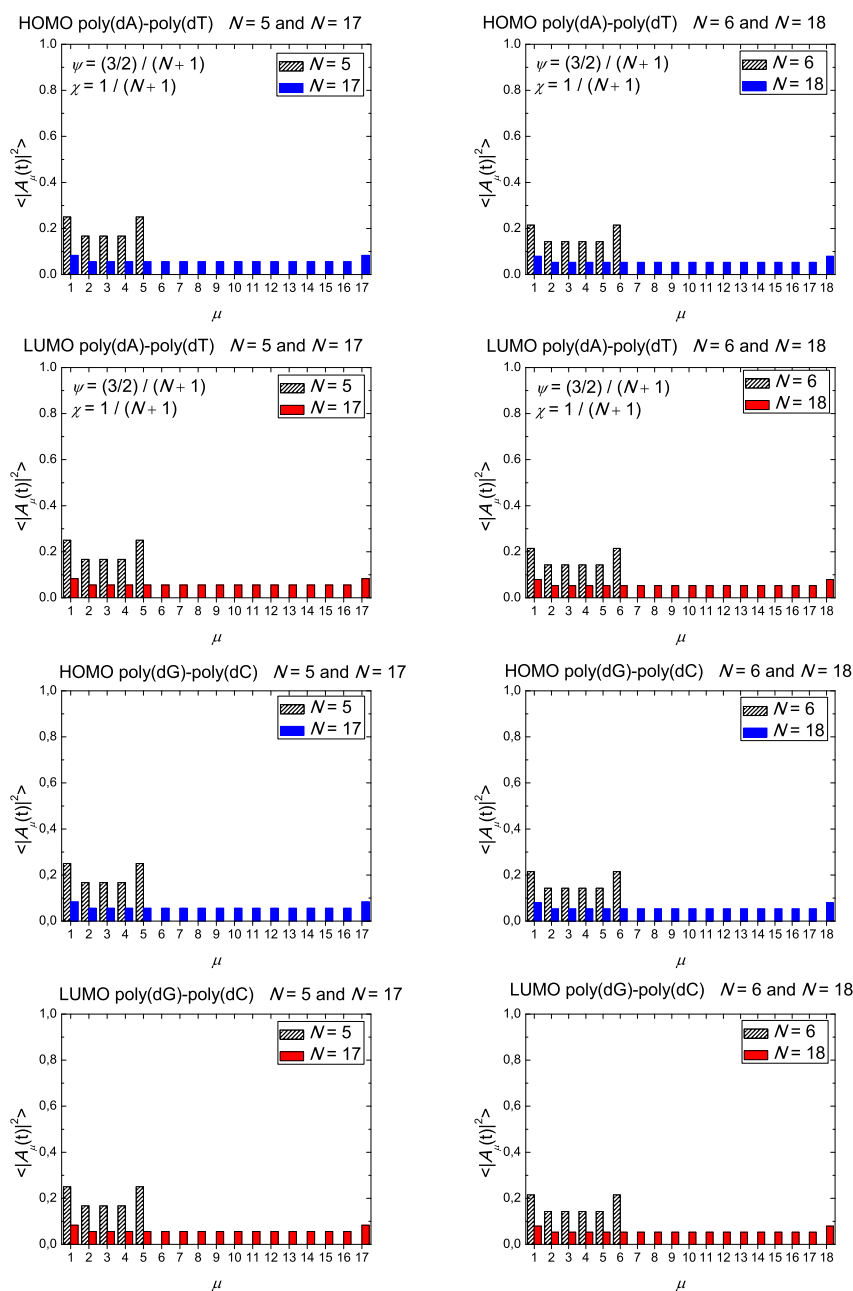 HOMO poly(dA)-poly(dT) N = 5 and N = 17
1.0
0.8
0.6
0.4
0.2
0.0
<|A_μ(t)|²>
ψ = (3/2) / (N + 1)
χ = 1 / (N + 1)
N = 5
N = 17
1 2 3 4 5 6 7 8 9 10 11 12 13 14 15 16 17
μ
HOMO poly(dA)-poly(dT) N = 6 and N = 18
1.0
0.8
0.6
0.4
0.2
0.0
<|A_μ(t)|²>
ψ = (3/2) / (N + 1)
χ = 1 / (N + 1)
N = 6
N = 18
1 2 3 4 5 6 7 8 9 10 11 12 13 14 15 16 17 18
μ
LUMO poly(dA)-poly(dT) N = 5 and N = 17
1.0
0.8
0.6
0.4
0.2
0.0
<|A_μ(t)|²>
ψ = (3/2) / (N + 1)
χ = 1 / (N + 1)
N = 5
N = 17
1 2 3 4 5 6 7 8 9 10 11 12 13 14 15 16 17
μ
LUMO poly(dA)-poly(dT) N = 6 and N = 18
1.0
0.8
0.6
0.4
0.2
0.0
<|A_μ(t)|²>
ψ = (3/2) / (N + 1)
χ = 1 / (N + 1)
N = 6
N = 18
1 2 3 4 5 6 7 8 9 10 11 12 13 14 15 16 17 18
μ
HOMO poly(dG)-poly(dC) N = 5 and N = 17
1,0
0,8
0,6
0,4
0,2
0,0
<|A_μ(t)|²>
N = 5
N = 17
1 2 3 4 5 6 7 8 9 10 11 12 13 14 15 16 17
μ
HOMO poly(dG)-poly(dC) N = 6 and N = 18
1,0
0,8
0,6
0,4
0,2
0,0
<|A_μ(t)|²>
N = 6
N = 18
1 2 3 4 5 6 7 8 9 10 11 12 13 14 15 16 17 18
μ
LUMO poly(dG)-poly(dC) N = 5 and N = 17
1,0
0,8
0,6
0,4
0,2
0,0
<|A_μ(t)|²>
N = 5
N = 17
1 2 3 4 5 6 7 8 9 10 11 12 13 14 15 16 17
μ
LUMO poly(dG)-poly(dC) N = 6 and N = 18
1,0
0,8
0,6
0,4
0,2
0,0
<|A_μ(t)|²>
N = 6
N = 18
1 2 3 4 5 6 7 8 9 10 11 12 13 14 15 16 17 18
μ